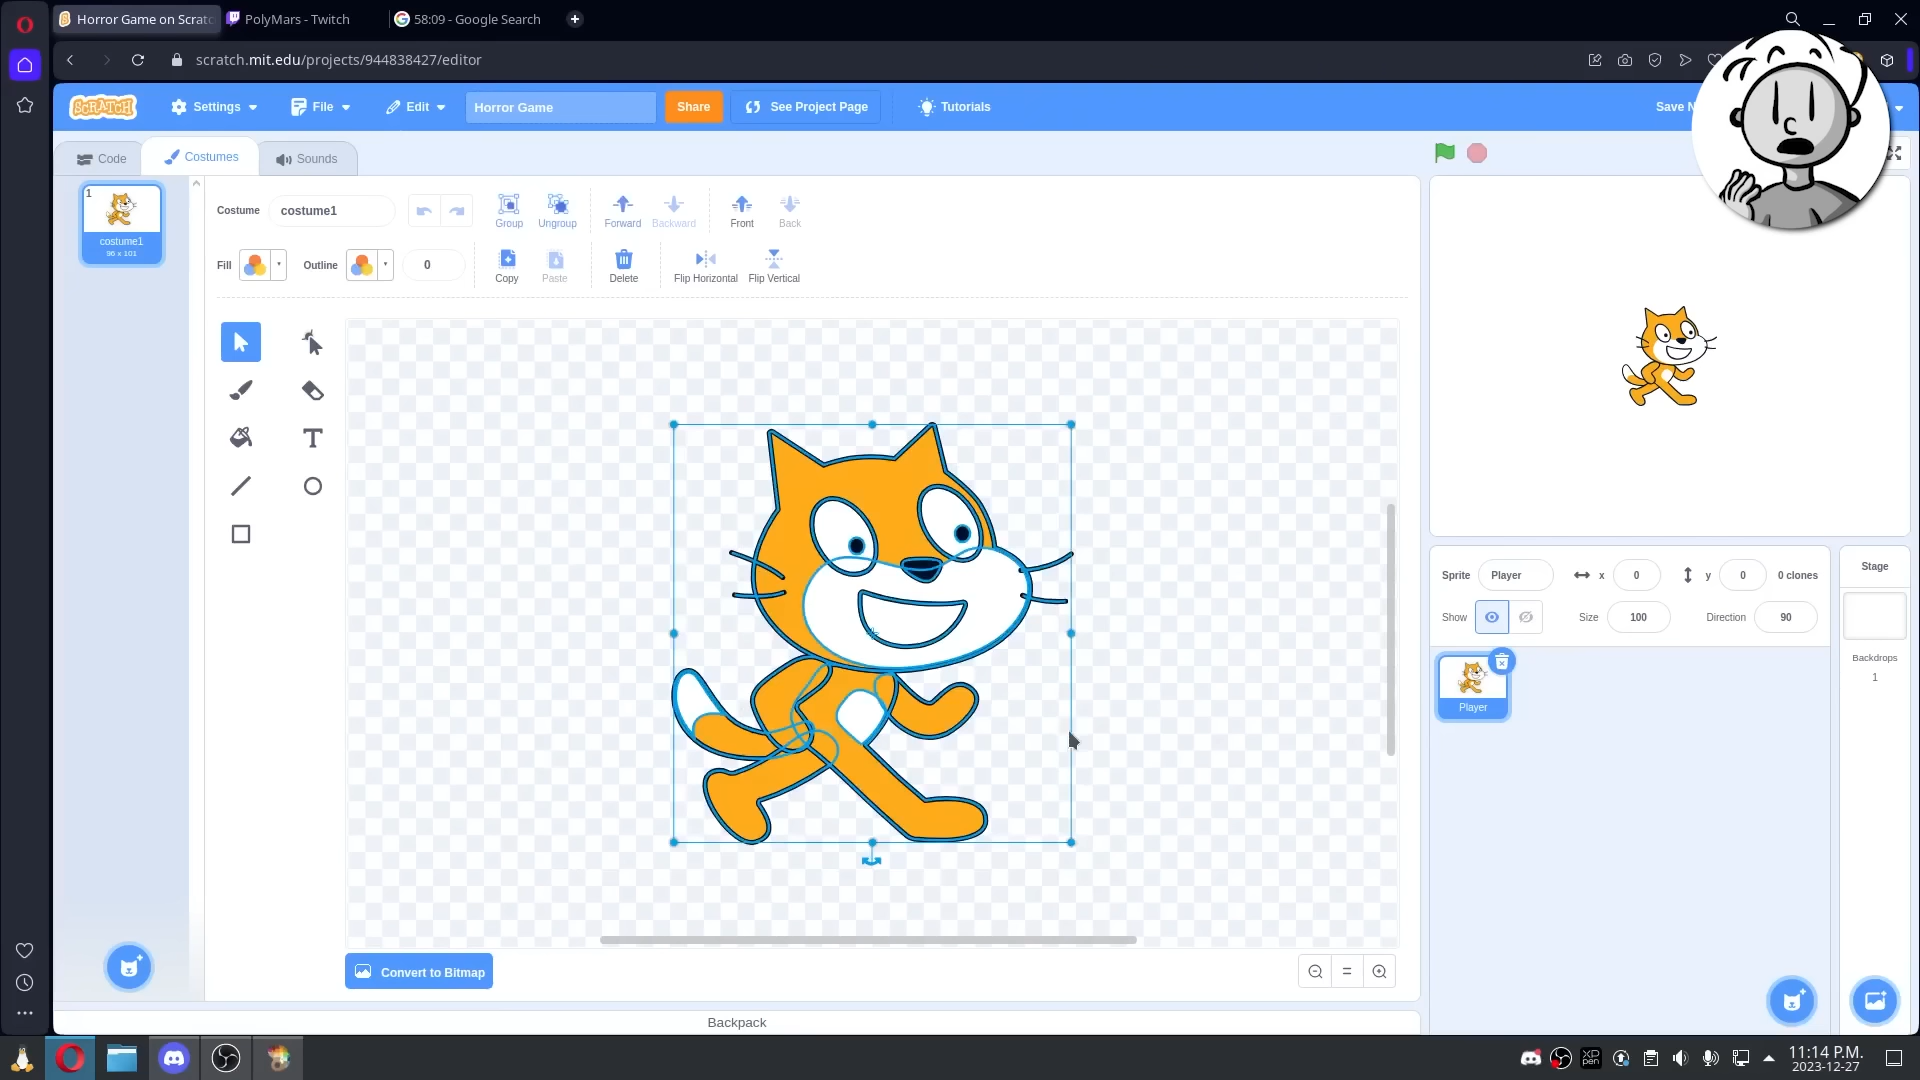 Horror Game on Scratc
PolyMars - Twitch
58:09 - Google Search
scratch.mit.edu/projects/944838427/editor
SCRATCH
Settings
File
Edit
Horror Game
Share
See Project Page
Tutorials
Save N
Code
Costumes
Sounds
1
costume1
96 x 101
Costume
costume1
Group
Ungroup
Forward
Backward
Front
Back
Fill
Outline
0
Copy
Paste
Delete
Flip Horizontal
Flip Vertical
T
Convert to Bitmap
Backpack
Sprite
Player
x
0
y
0
0 clones
Show
Size
100
Direction
90
Player
Stage
Backdrops
1
XP
PEN
11:14 P.M.
2023-12-27